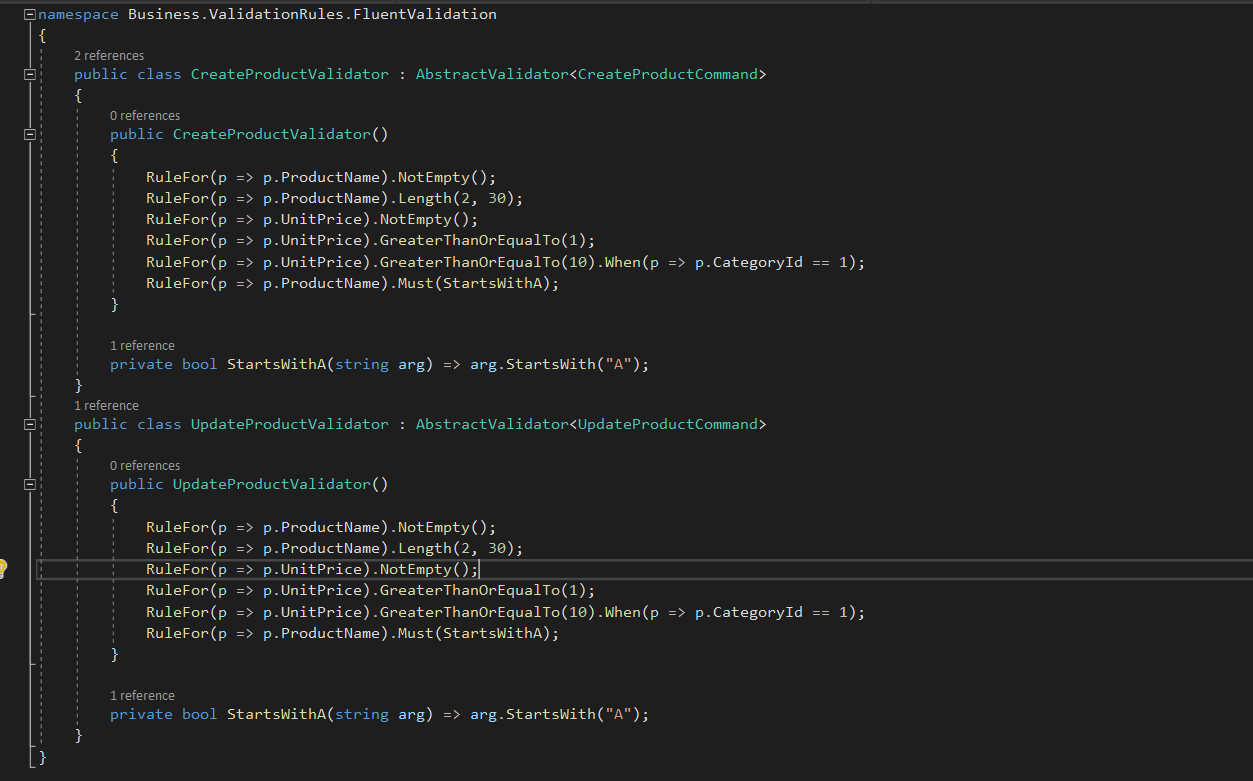 namespace Business.ValidationRules.FluentValidation
{
2 references
public class CreateProductValidator : AbstractValidator<CreateProductCommand>
{
0 references
public CreateProductValidator()
{
RuleFor(p => p.ProductName).NotEmpty();
RuleFor(p => p.ProductName).Length(2, 30);
RuleFor(p => p.UnitPrice).NotEmpty();
RuleFor(p => p.UnitPrice).GreaterThanOrEqualTo(1);
RuleFor(p => p.UnitPrice).GreaterThanOrEqualTo(10).When(p => p.CategoryId == 1);
RuleFor(p => p.ProductName).Must(StartsWithA);
}
1 reference
private bool StartsWithA(string arg) => arg.StartsWith("A");
}
1 reference
public class UpdateProductValidator : AbstractValidator<UpdateProductCommand>
{
0 references
public UpdateProductValidator()
{
RuleFor(p => p.ProductName).NotEmpty();
RuleFor(p => p.ProductName).Length(2, 30);
RuleFor(p => p.UnitPrice).NotEmpty();
RuleFor(p => p.UnitPrice).GreaterThanOrEqualTo(1);
RuleFor(p => p.UnitPrice).GreaterThanOrEqualTo(10).When(p => p.CategoryId == 1);
RuleFor(p => p.ProductName).Must(StartsWithA);
}
1 reference
private bool StartsWithA(string arg) => arg.StartsWith("A");
}
}